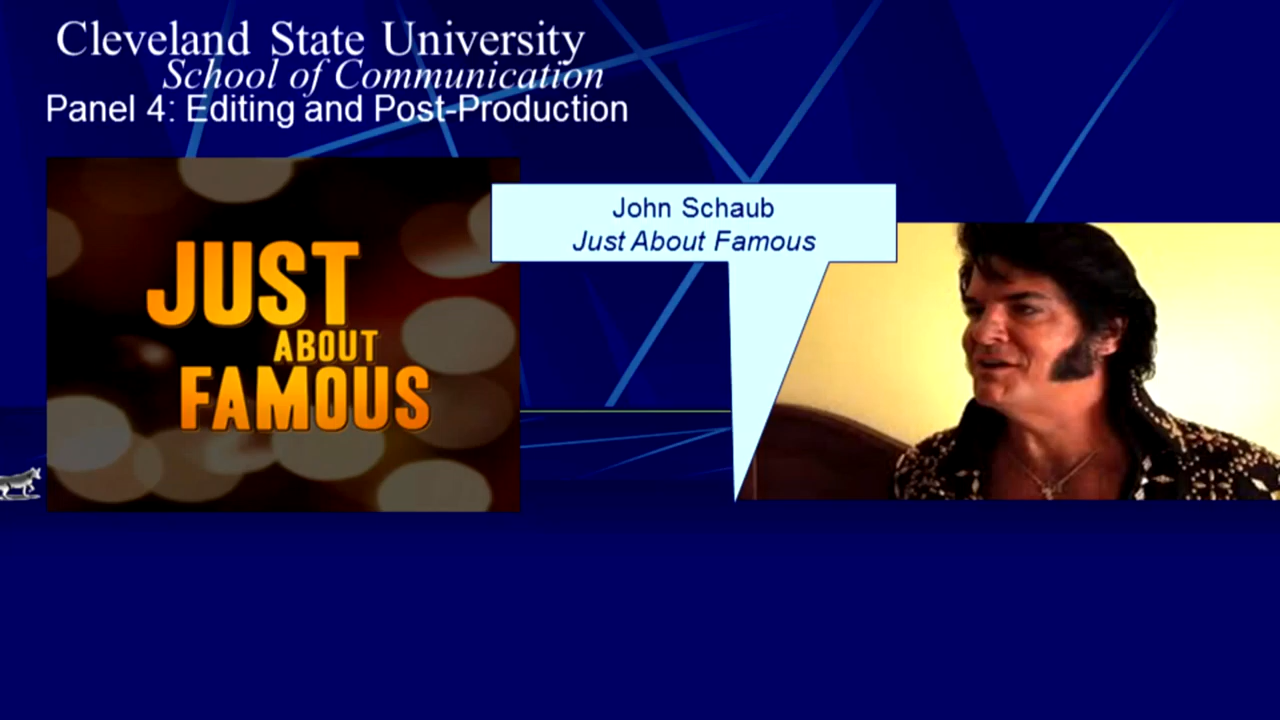 Cleveland State University
School of Communication
Panel 4: Editing and Post-Production
John Schaub
Just About Famous
JUST
ABOUT
FAMOUS